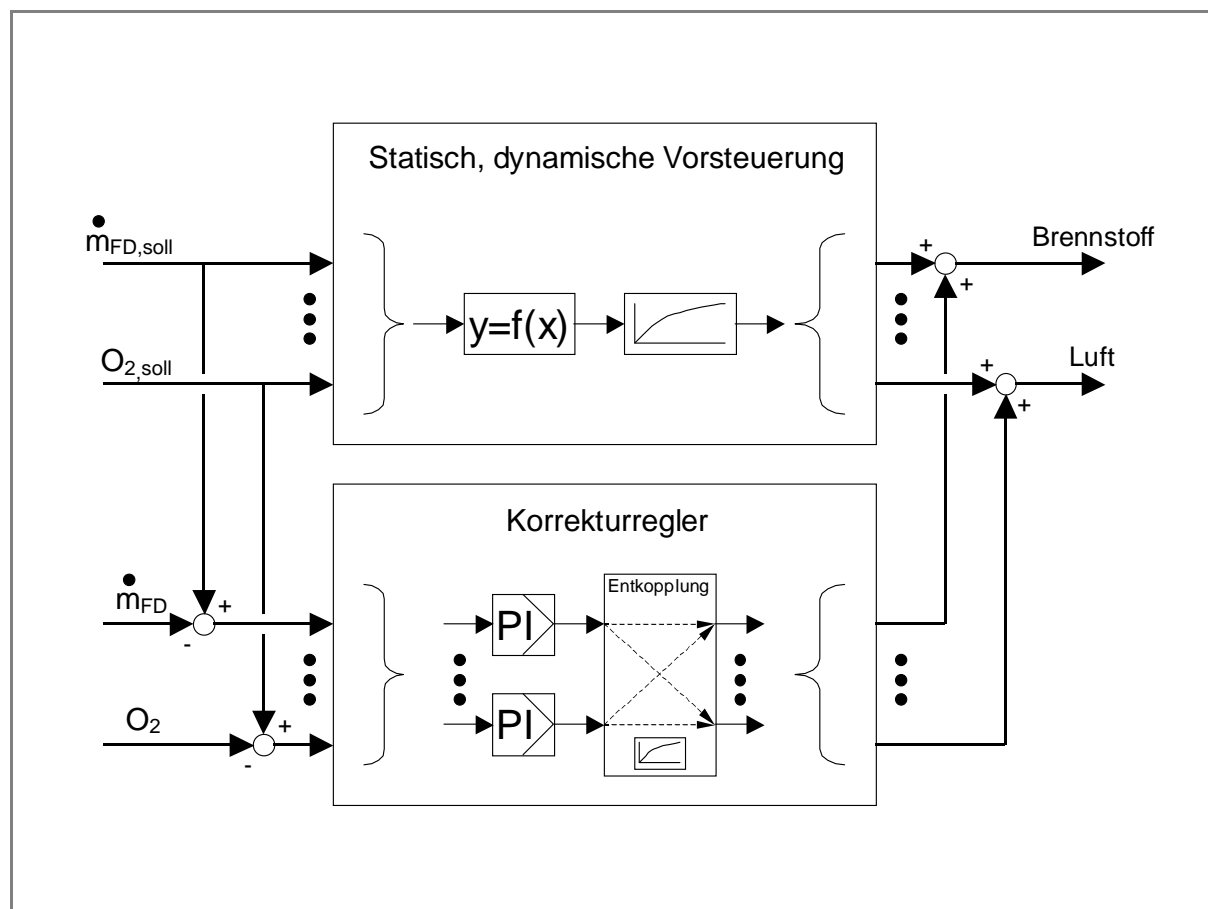 Statisch, dynamische Vorsteuerung
ṁFD,soll
Brennstoff
+
+
y=f(x)
O2,soll
Luft
+
+
Korrekturregler
Entkopplung
ṁFD
+
-
PI
PI
O2
+
-